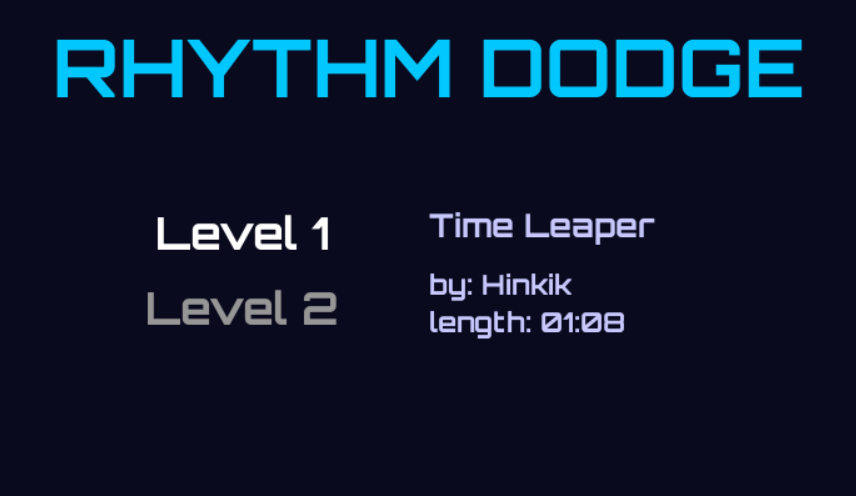 RHYTHM DODGE
Level 1
Level 2
Time Leaper
by: Hinkik
length: 01:08